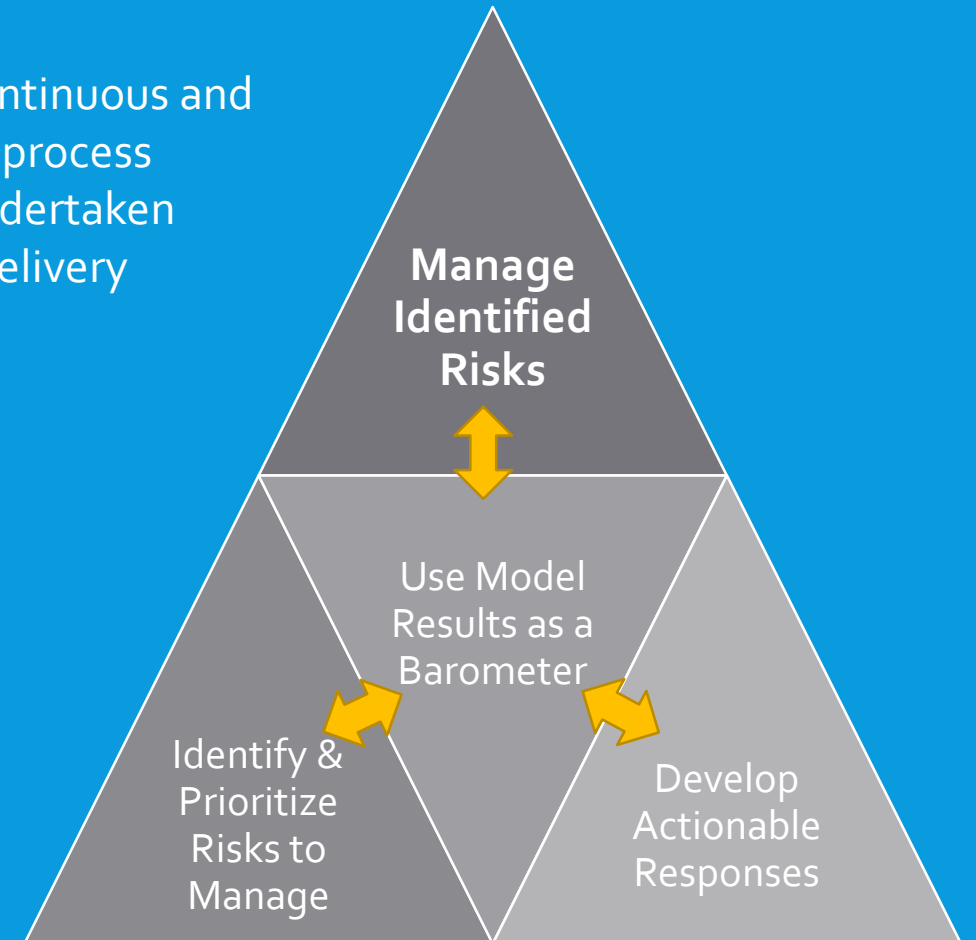 ntinuous and
process
dertaken
elivery
Manage
Identified
Risks
Use Model
Results as a
Barometer
Identify &
Prioritize
Risks to
Manage
Develop
Actionable
Responses